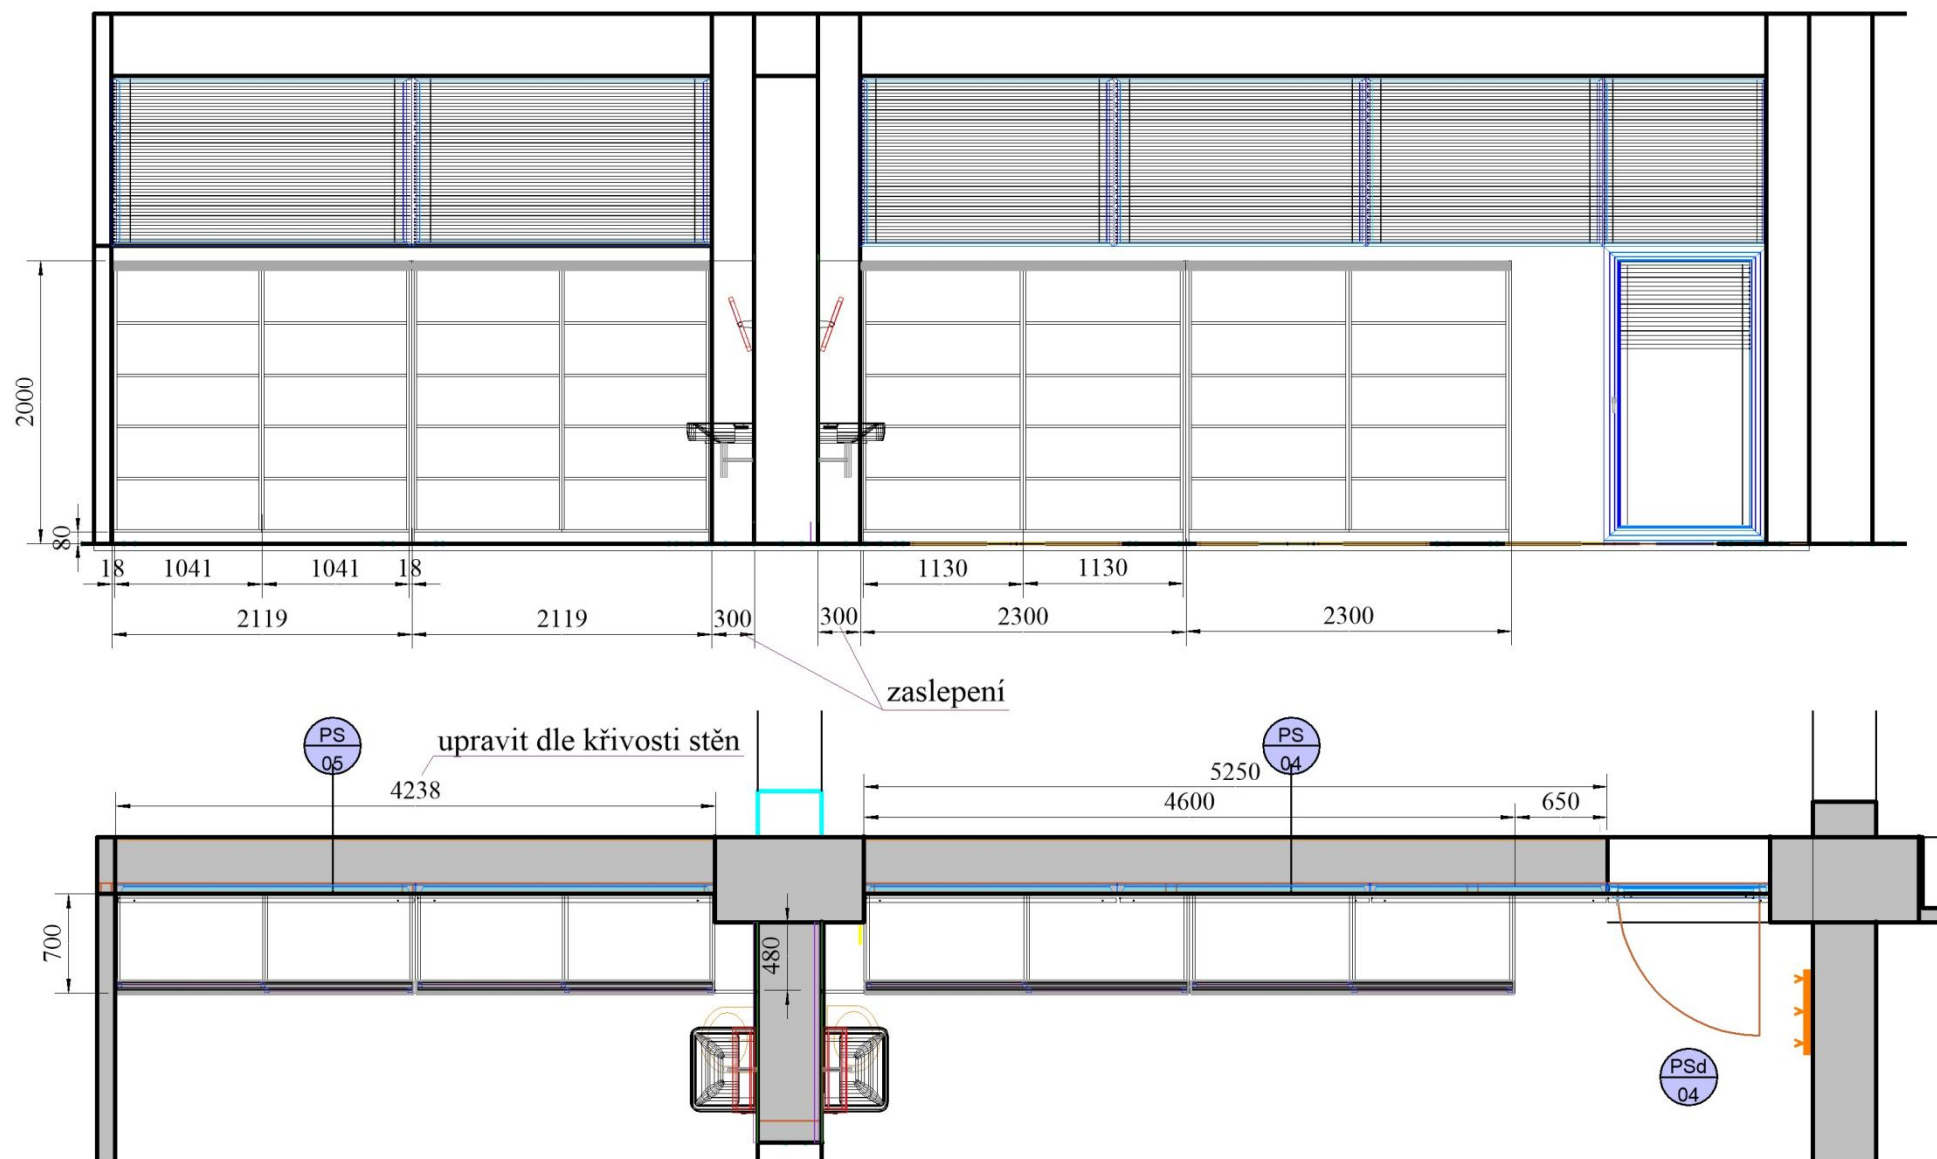 2000
80
18 1041 1041 18 1130 1130
2119 2119 300 300 2300 2300
zaslepení
upravit dle křivosti stěn
PS
05
PS
04
5250
4238 4600 650
700
480
PSd
04